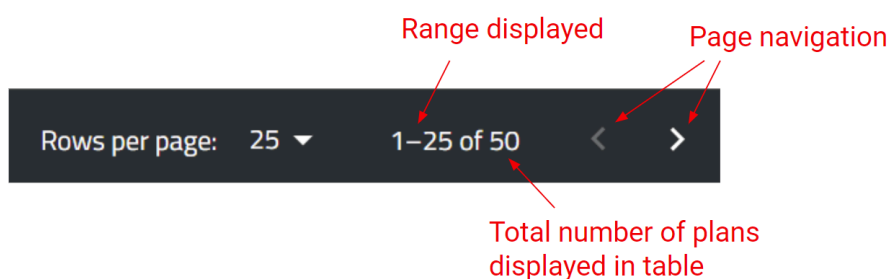 Range displayed
Page navigation
Rows per page: 25 1–25 of 50
Total number of plans
displayed in table